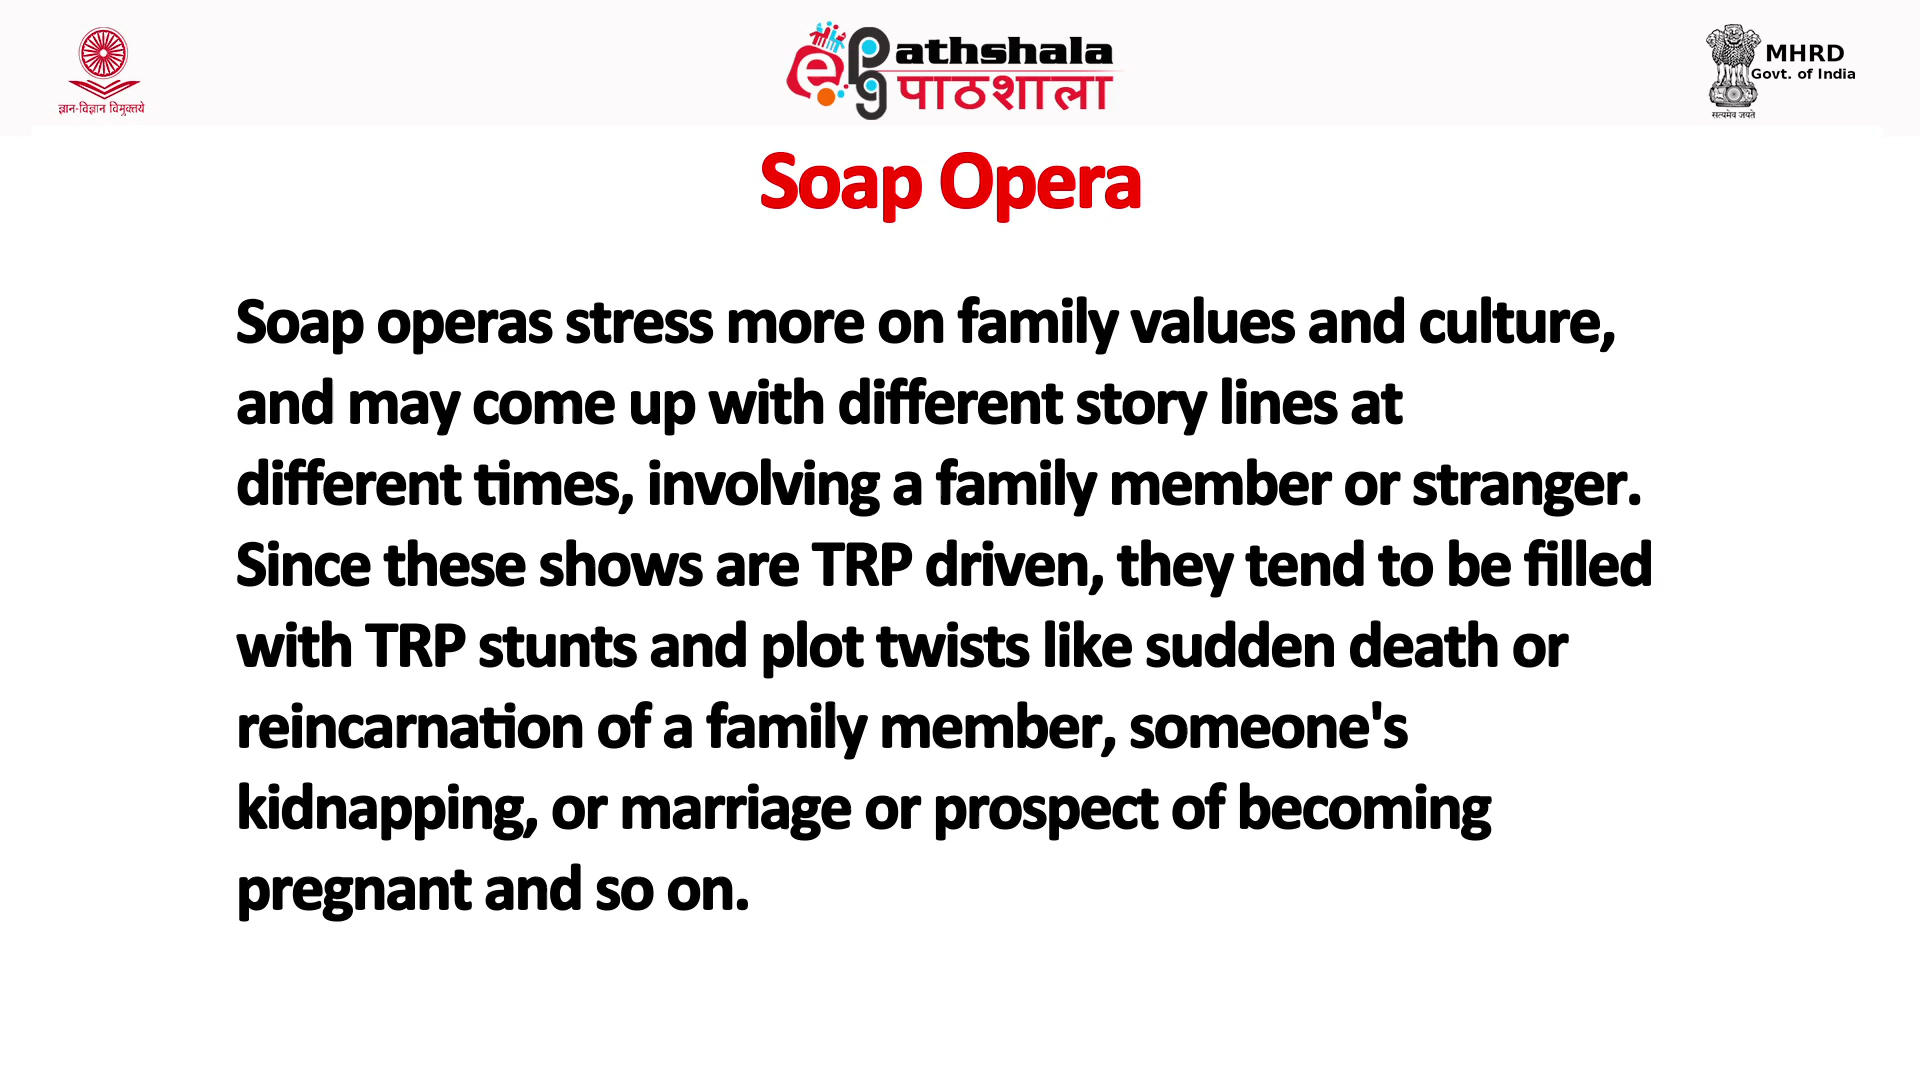 ज्ञान-विज्ञान विमुक्तये
e
pg
Pathshala
पाठशाला
MHRD
Govt. of India
सत्यमेव जयते
Soap Opera
Soap operas stress more on family values and culture,
and may come up with different story lines at
different times, involving a family member or stranger.
Since these shows are TRP driven, they tend to be filled
with TRP stunts and plot twists like sudden death or
reincarnation of a family member, someone's
kidnapping, or marriage or prospect of becoming
pregnant and so on.